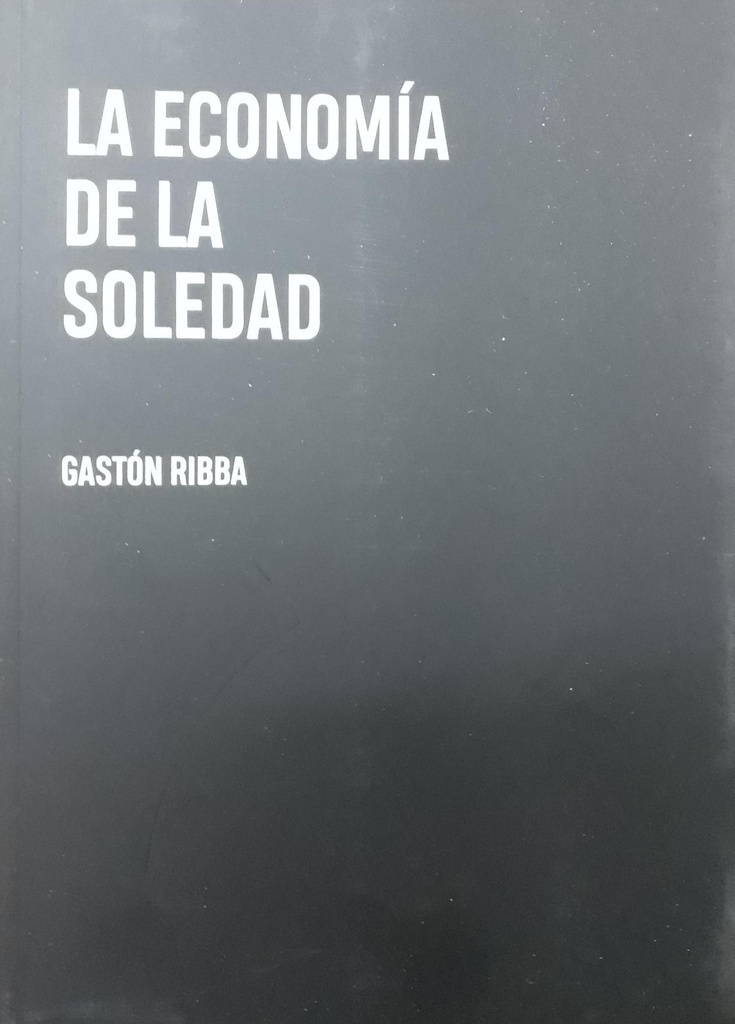 LA ECONOMÍA
DE LA
SOLEDAD
GASTÓN RIBBA